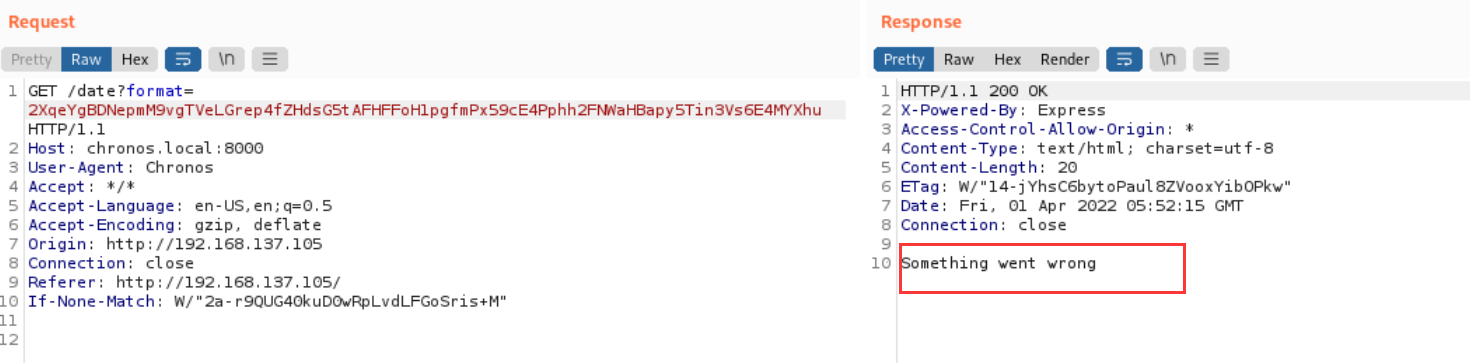 Request
Pretty Raw Hex \n
1 GET /date?format=
2XqeYgBDNepmM9vgTVeLGrep4fZHdsG5tAFHFFoH1pgfmPx59cE4Pphh2FNWaHBapy5Tin3Vs6E4MYXhu
HTTP/1.1
2 Host: chronos.local:8000
3 User-Agent: Chronos
4 Accept: */*
5 Accept-Language: en-US,en;q=0.5
6 Accept-Encoding: gzip, deflate
7 Origin: http://192.168.137.105
8 Connection: close
9 Referer: http://192.168.137.105/
10 If-None-Match: W/"2a-r9QUG40kuD0wRpLvdLFGoSris+M"
11
12
Response
Pretty Raw Hex Render \n
1 HTTP/1.1 200 OK
2 X-Powered-By: Express
3 Access-Control-Allow-Origin: *
4 Content-Type: text/html; charset=utf-8
5 Content-Length: 20
6 ETag: W/"14-jYhsC6bytoPaul8ZVooxYibOPkw"
7 Date: Fri, 01 Apr 2022 05:52:15 GMT
8 Connection: close
9
10 Something went wrong